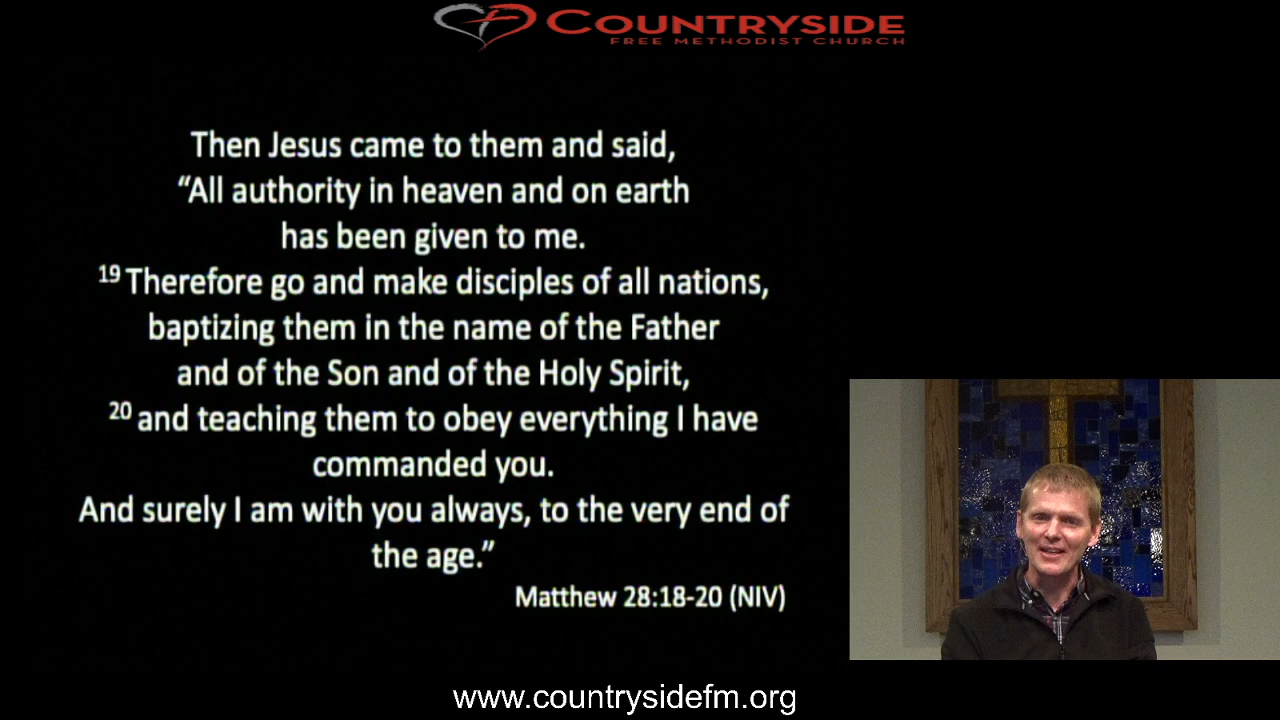 COUNTRYSIDE
FREE METHODIST CHURCH
Then Jesus came to them and said,
“All authority in heaven and on earth
has been given to me.
19 Therefore go and make disciples of all nations,
baptizing them in the name of the Father
and of the Son and of the Holy Spirit,
20 and teaching them to obey everything I have
commanded you.
And surely I am with you always, to the very end of
the age.”
Matthew 28:18-20 (NIV)
www.countrysidefm.org